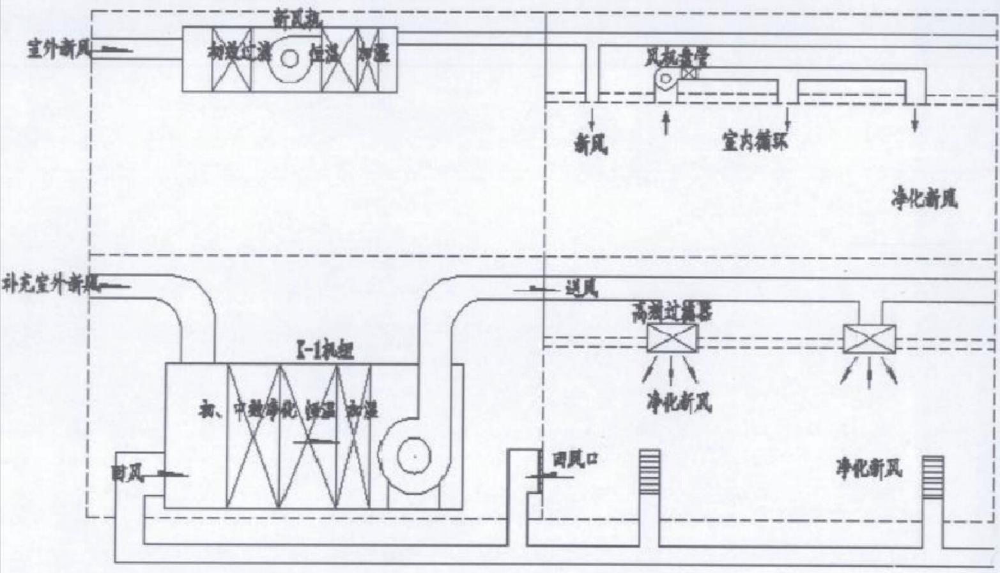 新风机
室外新风
初效过滤
恒温
加湿
风机盘管
新风
室内循环
净化新风
补充室外新风
送风
高效过滤器
K-1机组
净化新风
初、中效净化
恒温
加湿
回风
回风口
净化新风